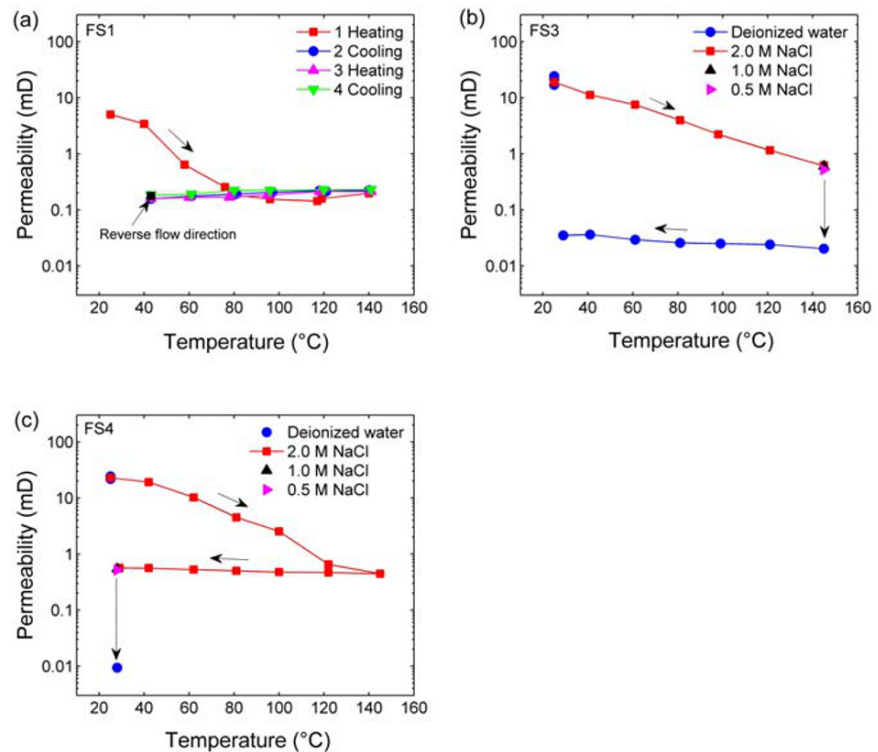 (a)
FS1
1 Heating
2 Cooling
3 Heating
4 Cooling
Reverse flow direction
Permeability (mD)
100
10
1
0.1
0.01
20 40 60 80 100 120 140 160
Temperature (°C)
(b)
FS3
Deionized water
2.0 M NaCl
1.0 M NaCl
0.5 M NaCl
Permeability (mD)
100
10
1
0.1
0.01
20 40 60 80 100 120 140 160
Temperature (°C)
(c)
FS4
Deionized water
2.0 M NaCl
1.0 M NaCl
0.5 M NaCl
Permeability (mD)
100
10
1
0.1
0.01
20 40 60 80 100 120 140 160
Temperature (°C)